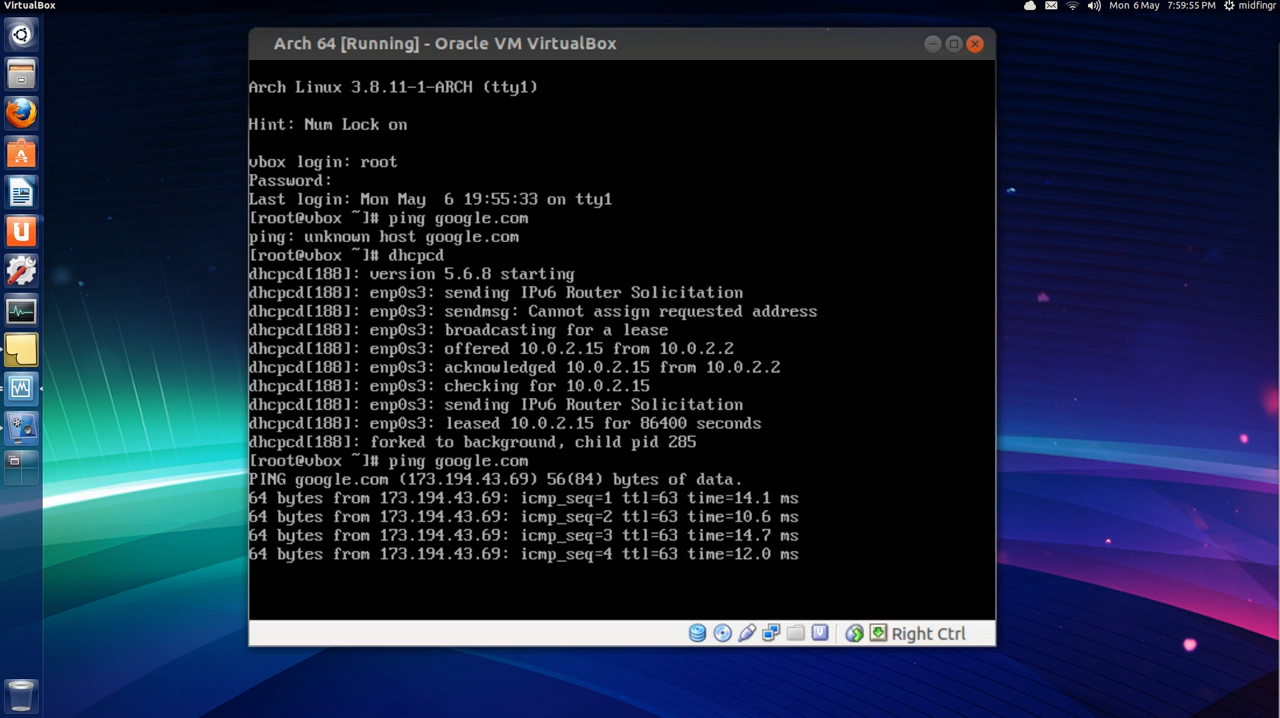 VirtualBox
Mon 6 May 7:59:55 PM midfingr
Arch 64 [Running] - Oracle VM VirtualBox
Arch Linux 3.8.11-1-ARCH (tty1)
Hint: Num Lock on
vbox login: root
Password:
Last login: Mon May  6 19:55:33 on tty1
[root@vbox ~]# ping google.com
ping: unknown host google.com
[root@vbox ~]# dhcpcd
dhcpcd[188]: version 5.6.8 starting
dhcpcd[188]: enp0s3: sending IPv6 Router Solicitation
dhcpcd[188]: enp0s3: sendmsg: Cannot assign requested address
dhcpcd[188]: enp0s3: broadcasting for a lease
dhcpcd[188]: enp0s3: offered 10.0.2.15 from 10.0.2.2
dhcpcd[188]: enp0s3: acknowledged 10.0.2.15 from 10.0.2.2
dhcpcd[188]: enp0s3: checking for 10.0.2.15
dhcpcd[188]: enp0s3: sending IPv6 Router Solicitation
dhcpcd[188]: enp0s3: leased 10.0.2.15 for 86400 seconds
dhcpcd[188]: forked to background, child pid 285
[root@vbox ~]# ping google.com
PING google.com (173.194.43.69) 56(84) bytes of data.
64 bytes from 173.194.43.69: icmp_seq=1 ttl=63 time=14.1 ms
64 bytes from 173.194.43.69: icmp_seq=2 ttl=63 time=10.6 ms
64 bytes from 173.194.43.69: icmp_seq=3 ttl=63 time=14.7 ms
64 bytes from 173.194.43.69: icmp_seq=4 ttl=63 time=12.0 ms
Right Ctrl